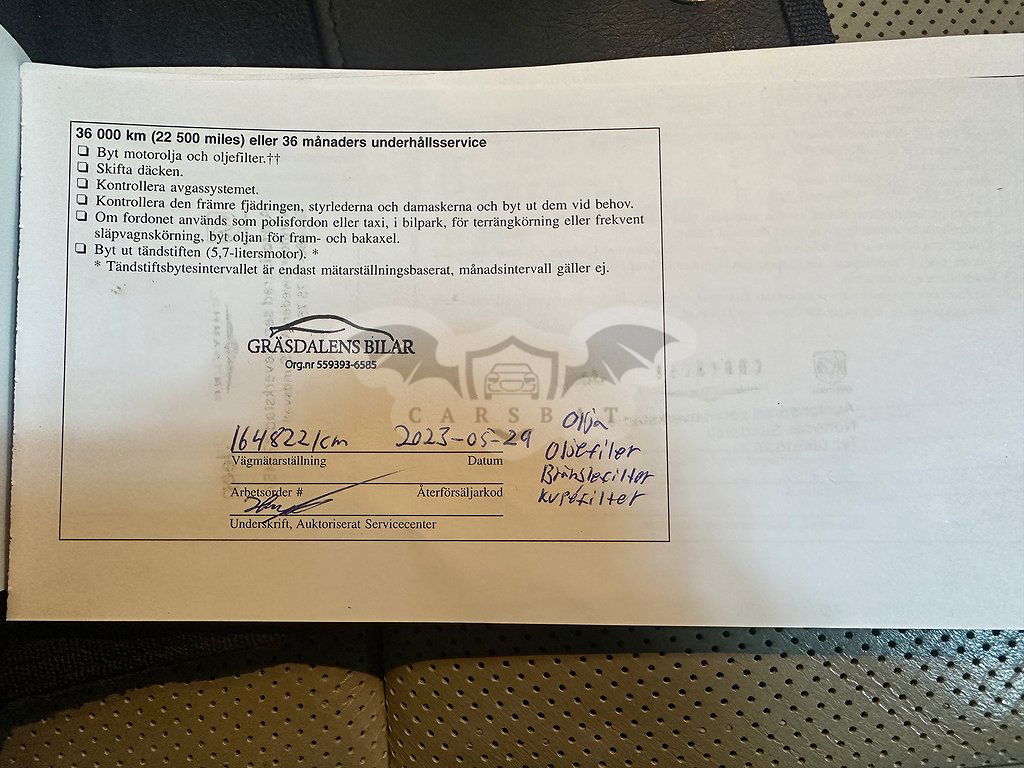 36 000 km (22 500 miles) eller 36 månaders underhållsservice
❏ Byt motorolja och oljefilter.††
❏ Skifta däcken.
❏ Kontrollera avgassystemet.
❏ Kontrollera den främre fjädringen, styrlederna och damaskerna och byt ut dem vid behov.
❏ Om fordonet används som polisfordon eller taxi, i bilpark, för terrängkörning eller frekvent
släpvagnskörning, byt oljan för fram- och bakaxel.
❏ Byt ut tändstiften (5,7-litersmotor). *
* Tändstiftsbytesintervallet är endast mätarställningsbaserat, månadsintervall gäller ej.
GRÄSDALENS BILAR
Org.nr 559393-6585
CARSBAT
164822/km 2023-05-29
Vägmätarställning Datum
Olja
Oljefiler
Bränslefilter
Kupéfilter
Arbetsorder # Återförsäljarkod
Underskrift, Auktoriserat Servicecenter